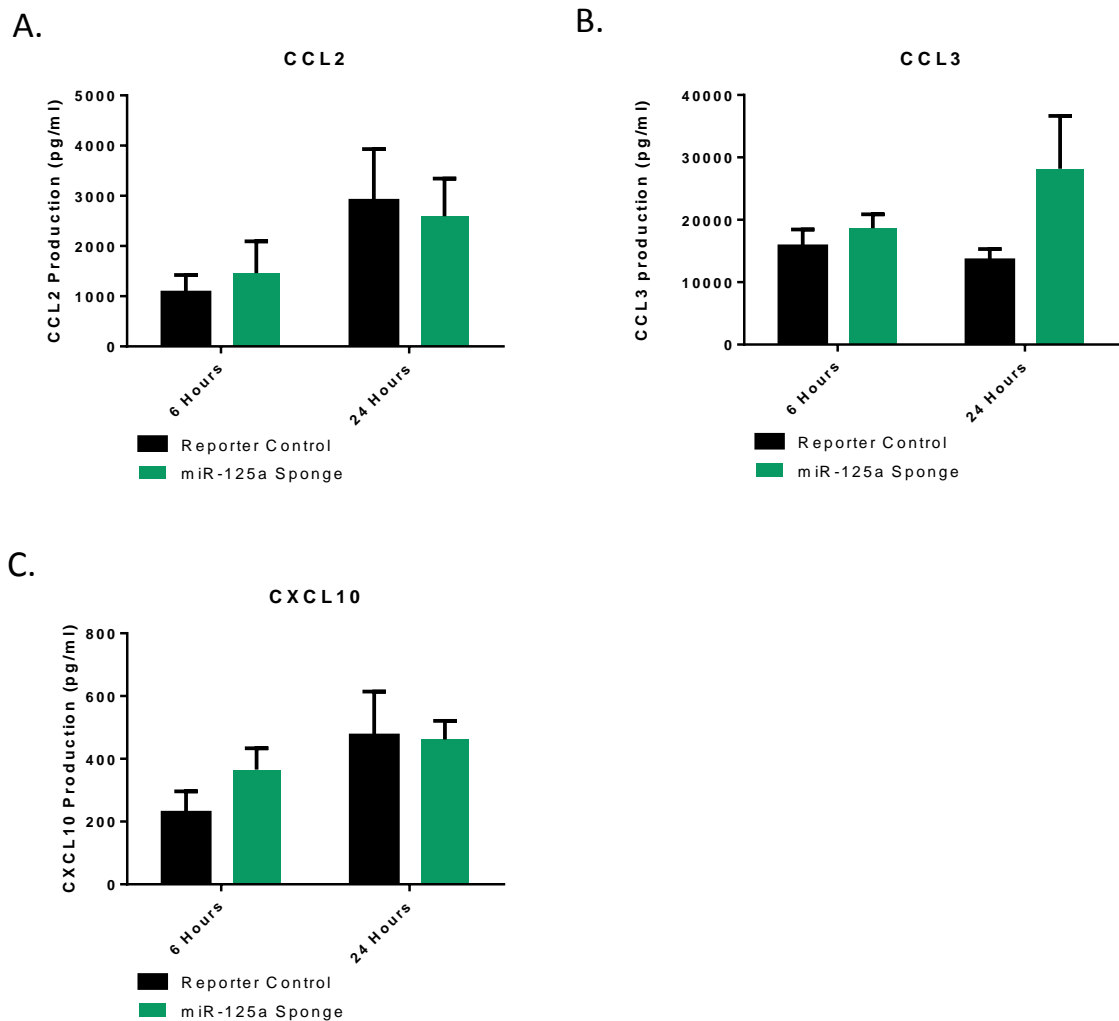 A.
CCL2
CCL2 Production (pg/ml)
5000
4000
3000
2000
1000
0
6 Hours
24 Hours
Reporter Control
miR-125a Sponge
B.
CCL3
CCL3 production (pg/ml)
40000
30000
20000
10000
0
6 Hours
24 Hours
Reporter Control
miR-125a Sponge
C.
CXCL10
CXCL10 Production (pg/ml)
800
600
400
200
0
6 Hours
24 Hours
Reporter Control
miR-125a Sponge